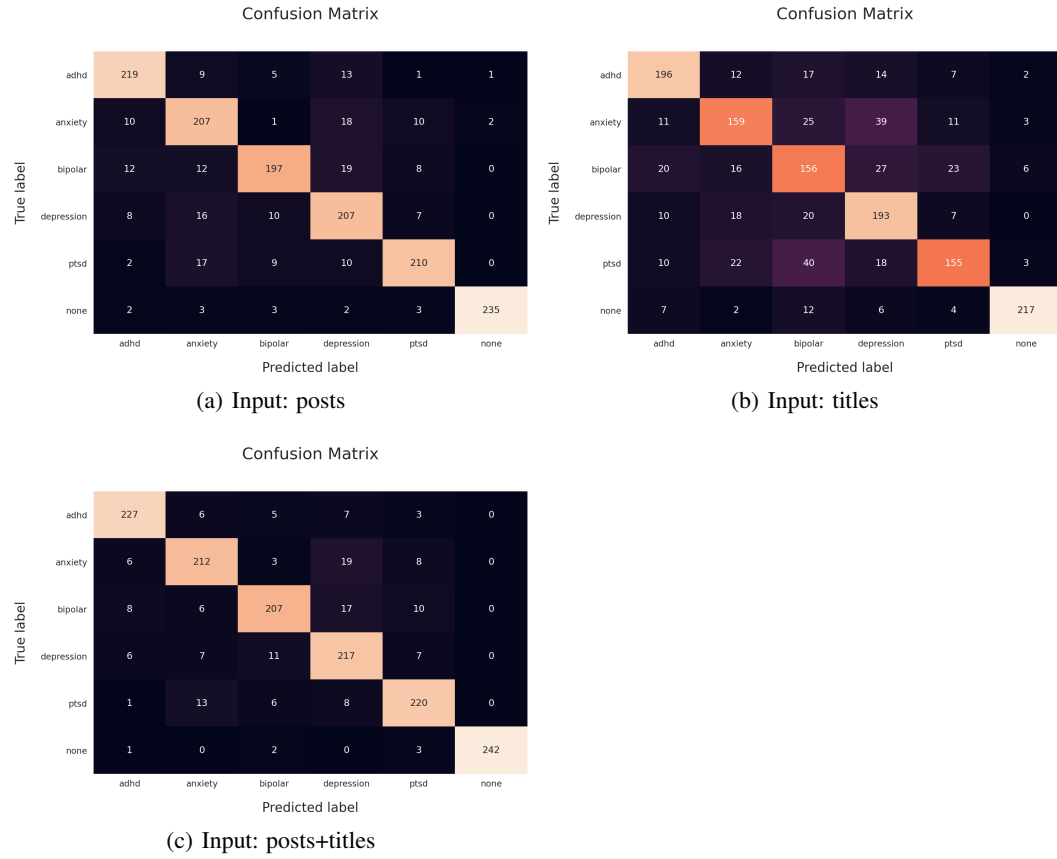 Confusion Matrix
True label
adhd 219 9 5 13 1 1
anxiety 10 207 1 18 10 2
bipolar 12 12 197 19 8 0
depression 8 16 10 207 7 0
ptsd 2 17 9 10 210 0
none 2 3 3 2 3 235
adhd anxiety bipolar depression ptsd none
Predicted label
(a) Input: posts
Confusion Matrix
True label
adhd 196 12 17 14 7 2
anxiety 11 159 25 39 11 3
bipolar 20 16 156 27 23 6
depression 10 18 20 193 7 0
ptsd 10 22 40 18 155 3
none 7 2 12 6 4 217
adhd anxiety bipolar depression ptsd none
Predicted label
(b) Input: titles
Confusion Matrix
True label
adhd 227 6 5 7 3 0
anxiety 6 212 3 19 8 0
bipolar 8 6 207 17 10 0
depression 6 7 11 217 7 0
ptsd 1 13 6 8 220 0
none 1 0 2 0 3 242
adhd anxiety bipolar depression ptsd none
Predicted label
(c) Input: posts+titles